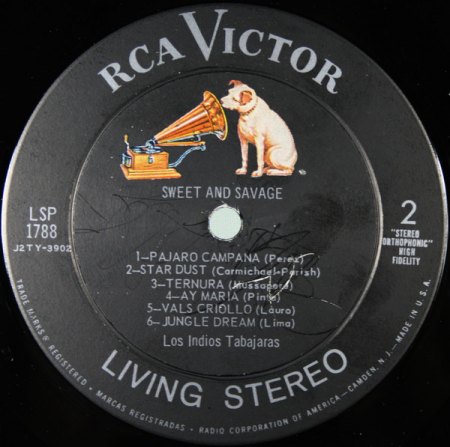 RCA VICTOR
SWEET AND SAVAGE
LSP
1788
J2TY-3902
2
"STEREO
ORTHOPHONIC"
HIGH
FIDELITY
1-PAJARO CAMPANA (Perez)
2-STAR DUST (Carmichael-Parish)
3-TERNURA (Mussapere)
4-AY MARIA (Pinto)
5-VALS CRIOLLO (Lauro)
6-JUNGLE DREAM (Lima)
Los Indios Tabajaras
LIVING STEREO
TRADE MARKS ® REGISTERED - MARCAS REGISTRADAS - RADIO CORPORATION OF AMERICA - CAMDEN, N. J. - MADE IN U.S.A.